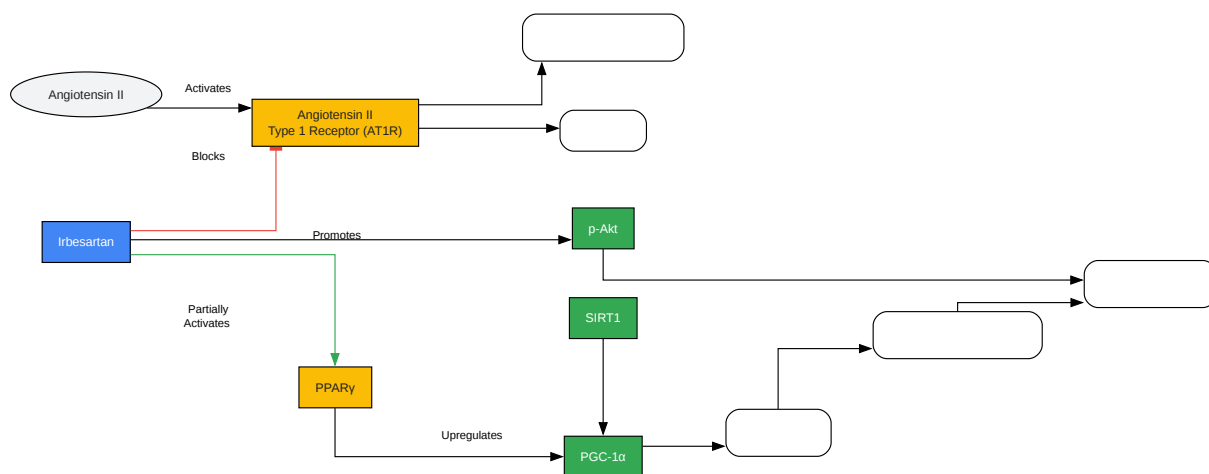 Activates
Angiotensin II
Angiotensin II
Type 1 Receptor (AT1R)
Blocks
Promotes
p-Akt
Irbesartan
Partially
Activates
SIRT1
PPARγ
Upregulates
PGC-1α